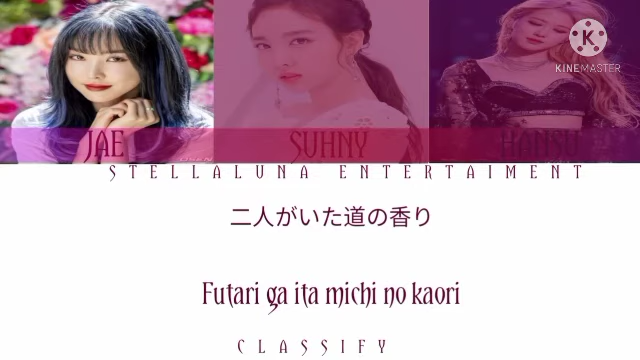 KINEMASTER
JAE SUHNY HANSU
STELLALUNA ENTERTAIMENT
二人がいた道の香り
Futari ga ita michi no kaori
CLASSIFY